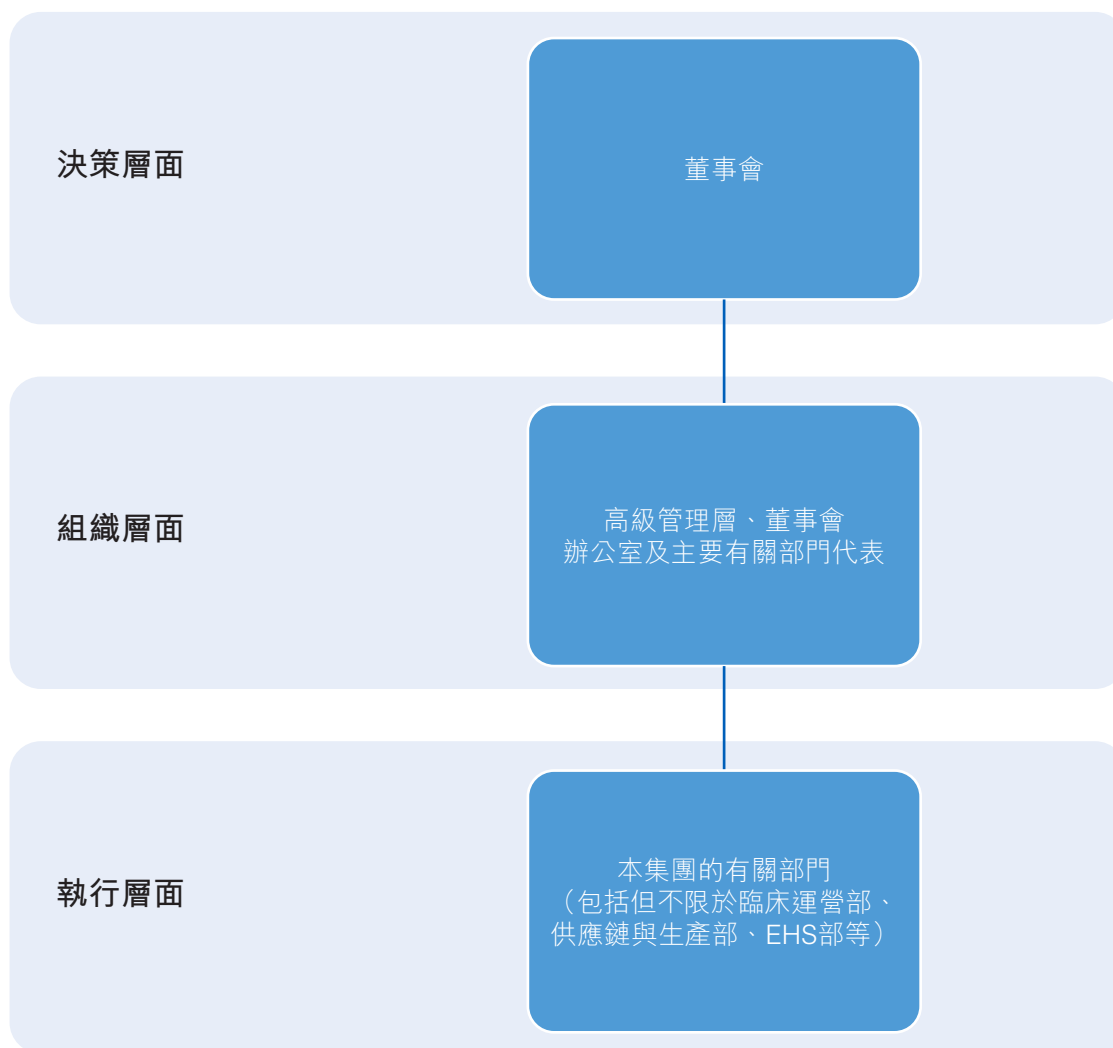 決策層面
董事會
組織層面
高級管理層、董事會
辦公室及主要有關部門代表
執行層面
本集團的有關部門
（包括但不限於臨床運營部、
供應鏈與生產部、EHS部等）